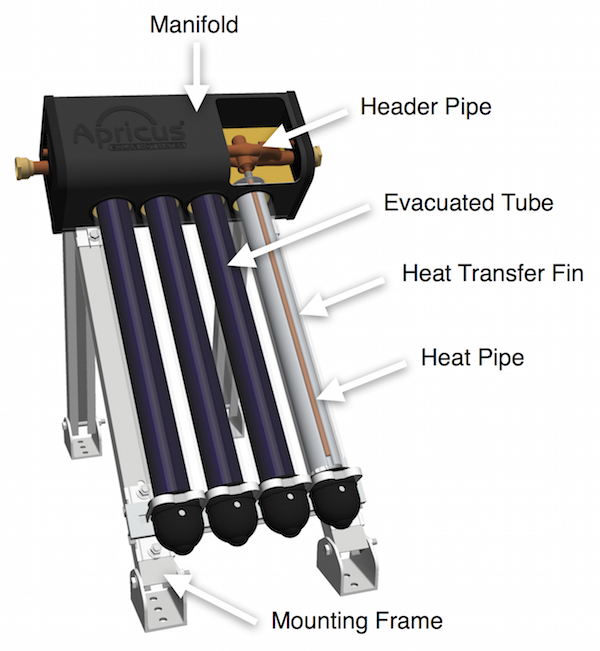 Manifold
Header Pipe
Apricus
Evacuated Tube
Heat Transfer Fin
Heat Pipe
Mounting Frame